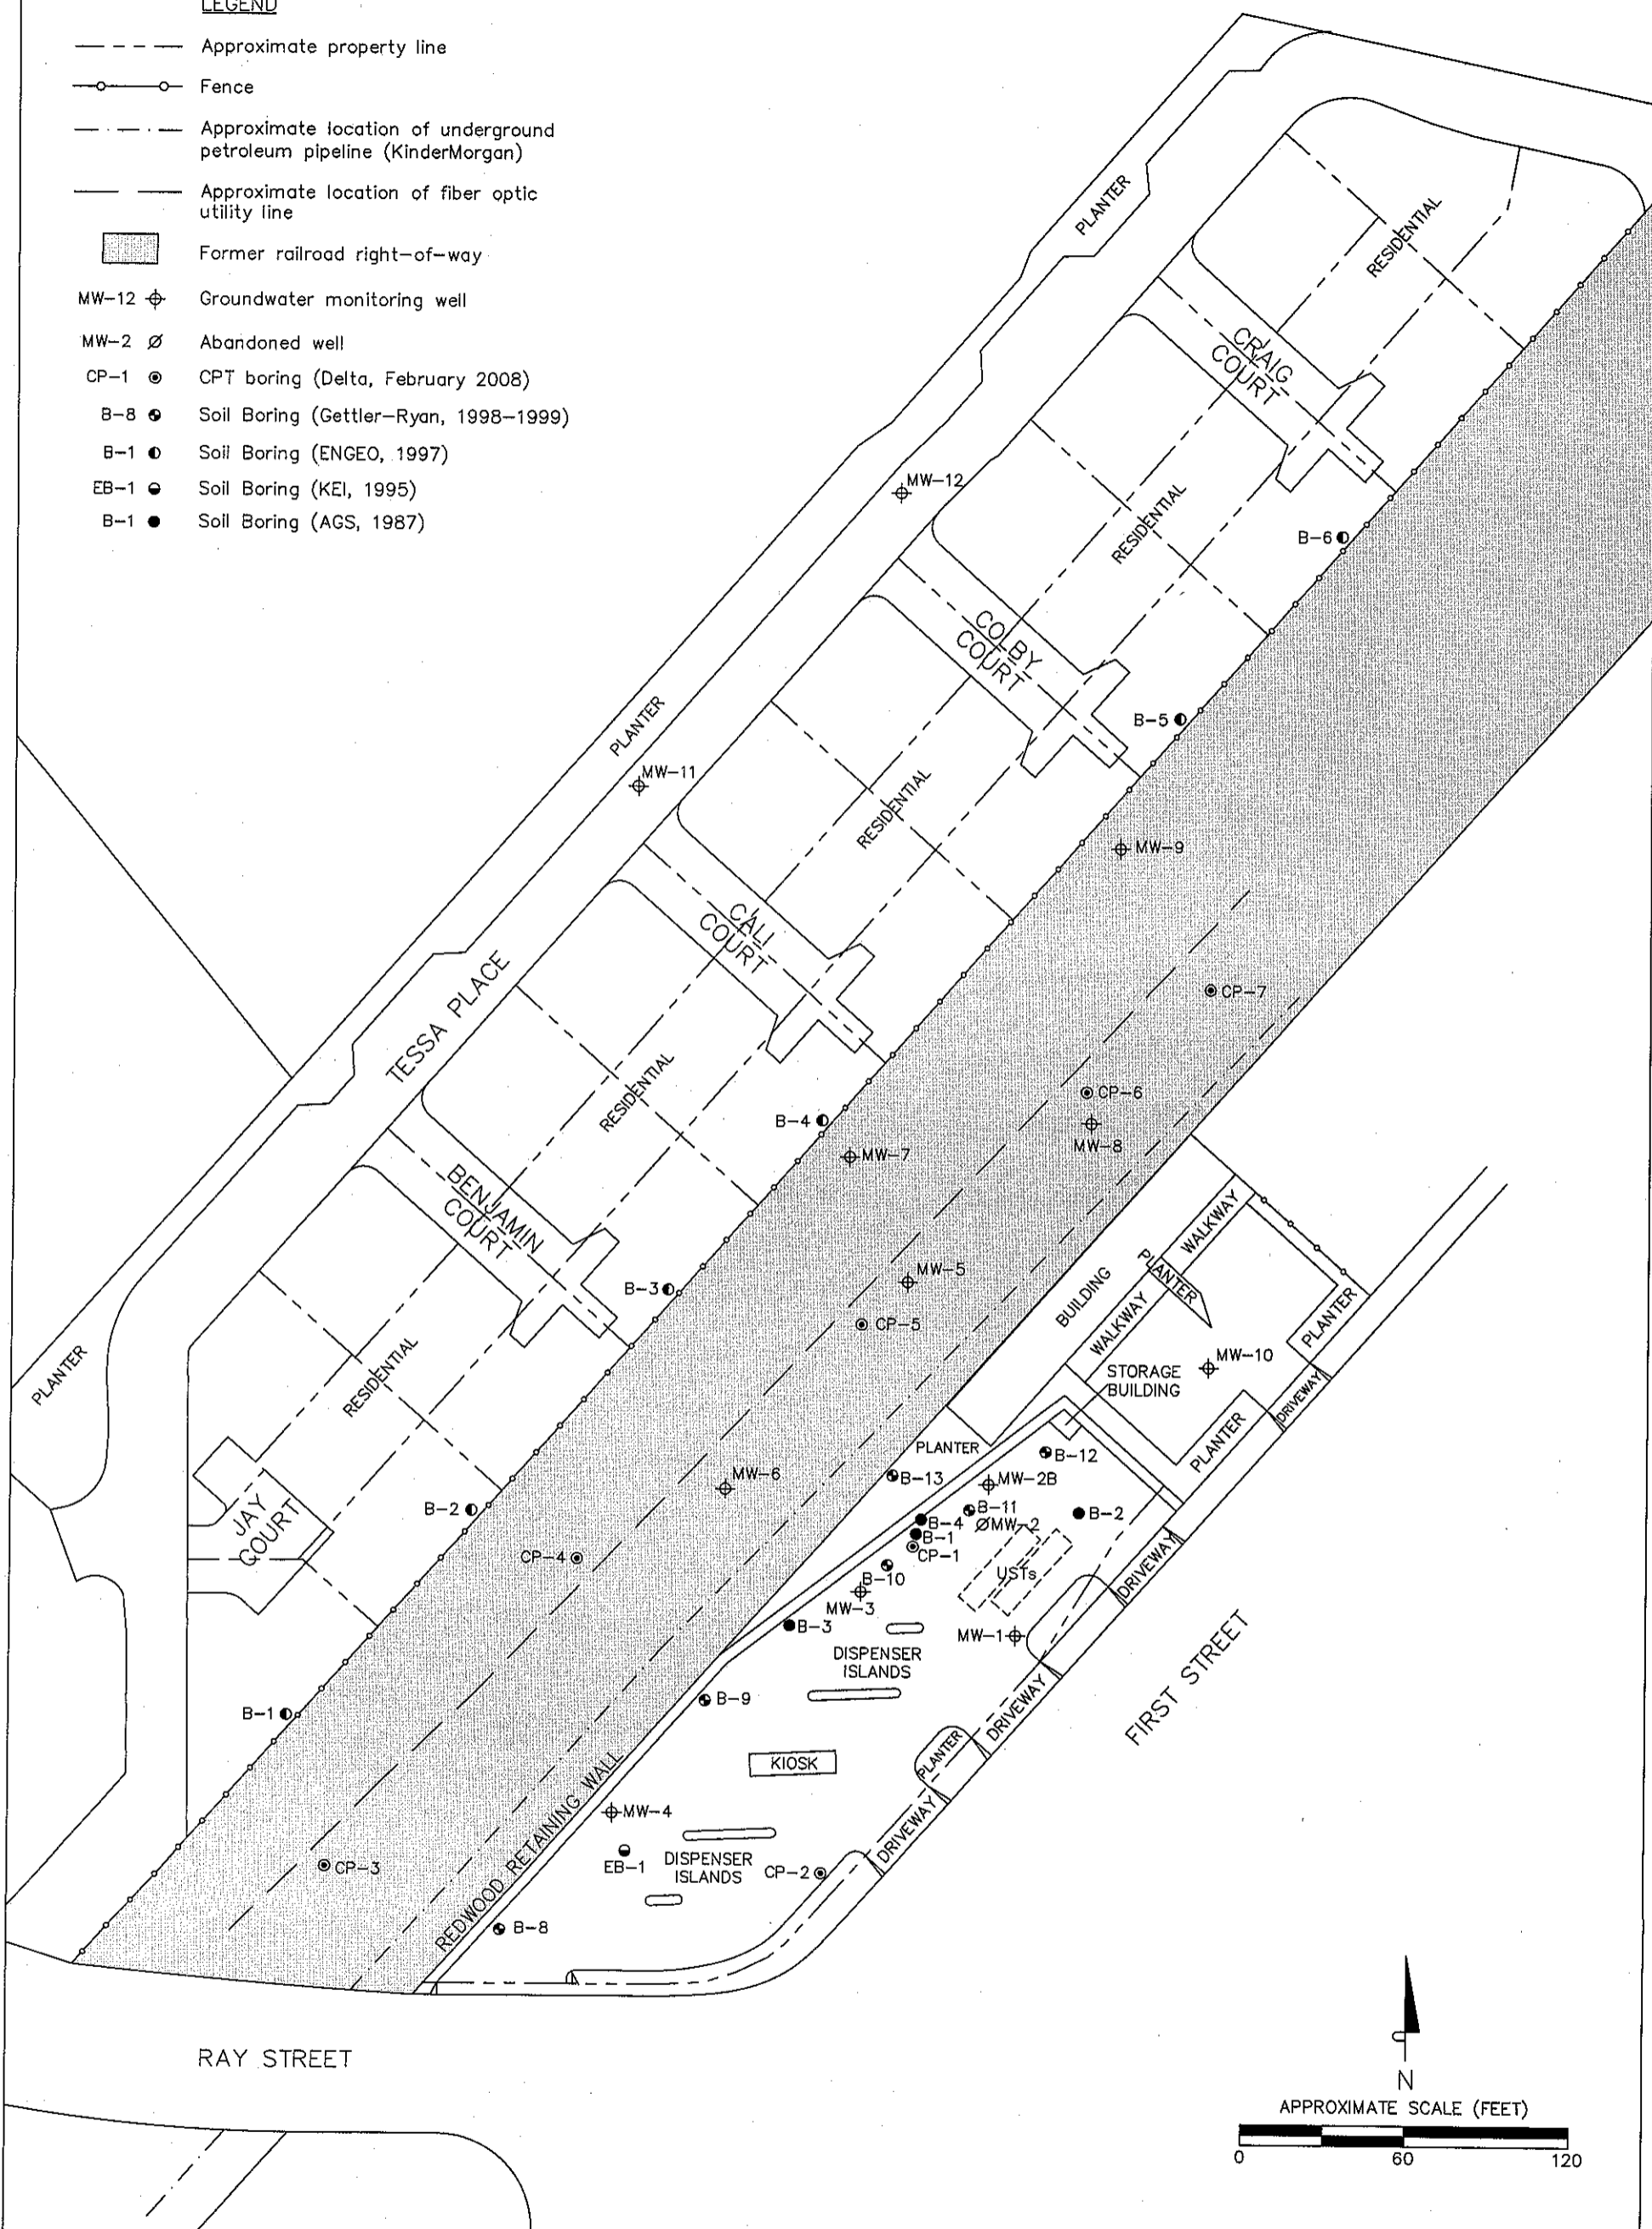 LEGEND
Approximate property line
Fence
Approximate location of underground
petroleum pipeline (KinderMorgan)
Approximate location of fiber optic
utility line
Former railroad right-of-way
MW-12 Groundwater monitoring well
MW-2 Abandoned well
CP-1 CPT boring (Delta, February 2008)
B-8 Soil Boring (Gettler-Ryan, 1998-1999)
B-1 Soil Boring (ENGEO, 1997)
EB-1 Soil Boring (KEI, 1995)
B-1 Soil Boring (AGS, 1987)
PLANTER
RESIDENTIAL
CRAIG
COURT
MW-12
RESIDENTIAL
B-6
COLBY
COURT
PLANTER
B-5
MW-11
RESIDENTIAL
MW-9
CALI
COURT
TESSA PLACE
CP-7
RESIDENTIAL
CP-6
B-4
MW-8
MW-7
BENJAMIN
COURT
WALKWAY
PLANTER
MW-5
B-3
BUILDING
WALKWAY
PLANTER
CP-5
PLANTER
RESIDENTIAL
MW-10
STORAGE
BUILDING
DRIVEWAY
PLANTER
PLANTER
B-12
MW-6
B-13
MW-2B
B-2
B-11
B-4
MW-2
B-2
JAY
COURT
B-1
CP-1
CP-4
USTs
B-10
DRIVEWAY
MW-3
B-3
MW-1
DISPENSER
ISLANDS
FIRST STREET
B-9
B-1
DRIVEWAY
PLANTER
KIOSK
REDWOOD RETAINING WALL
MW-4
DRIVEWAY
CP-3
EB-1
DISPENSER
ISLANDS
CP-2
B-8
RAY STREET
N
APPROXIMATE SCALE (FEET)
0 60 120